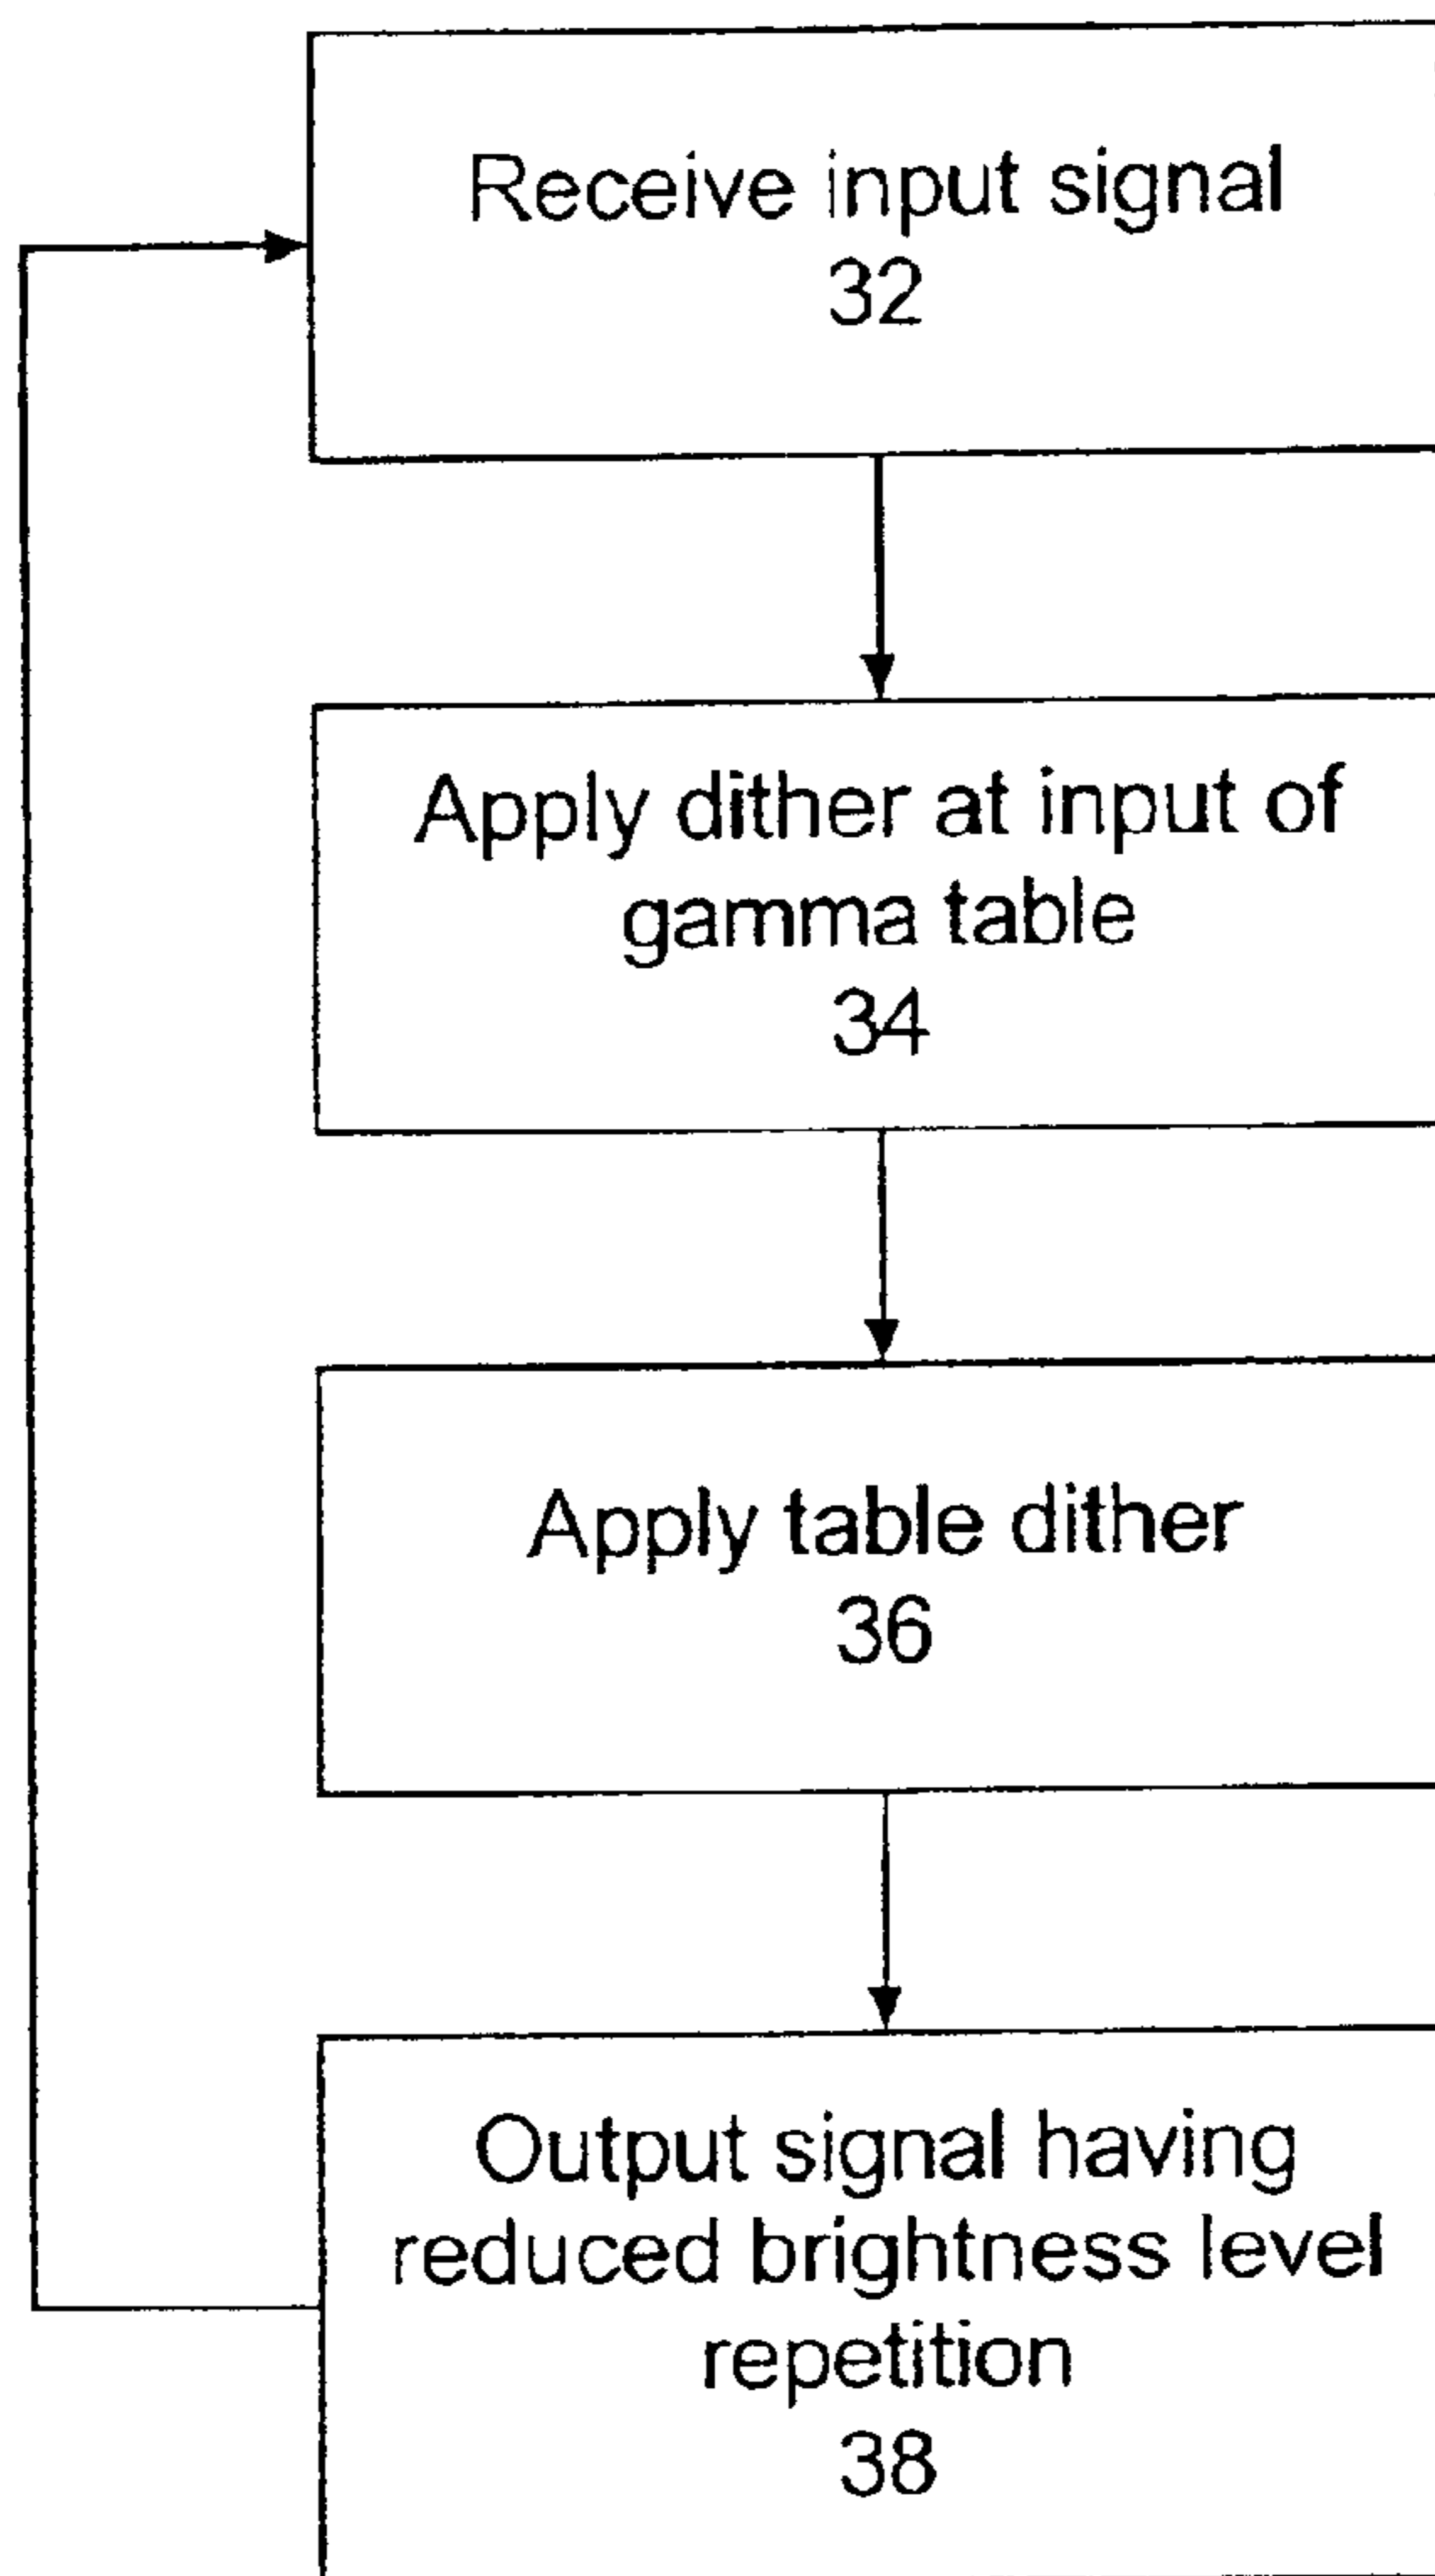 Receive input signal
32
Apply dither at input of
gamma table
34
Apply table dither
36
Output signal having
reduced brightness level
repetition
38